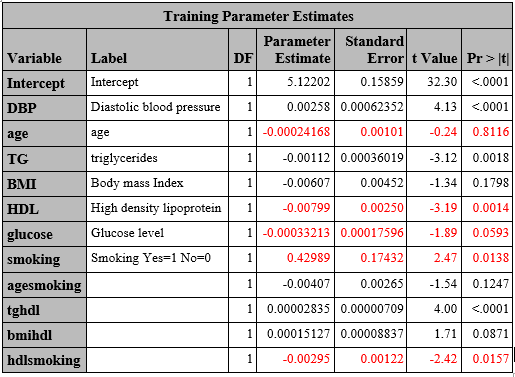 Training Parameter Estimates
Variable Label DF Parameter Estimate Standard Error t Value Pr > |t|
Intercept Intercept 1 5.12202 0.15859 32.30 <.0001
DBP Diastolic blood pressure 1 0.00258 0.00062352 4.13 <.0001
age age 1 -0.00024168 0.00101 -0.24 0.8116
TG triglycerides 1 -0.00112 0.00036019 -3.12 0.0018
BMI Body mass Index 1 -0.00607 0.00452 -1.34 0.1798
HDL High density lipoprotein 1 -0.00799 0.00250 -3.19 0.0014
glucose Glucose level 1 -0.00033213 0.00017596 -1.89 0.0593
smoking Smoking Yes=1 No=0 1 0.42989 0.17432 2.47 0.0138
agesmoking 1 -0.00407 0.00265 -1.54 0.1247
tghdl 1 0.00002835 0.00000709 4.00 <.0001
bmihdl 1 0.00015127 0.00008837 1.71 0.0871
hdlsmoking 1 -0.00295 0.00122 -2.42 0.0157